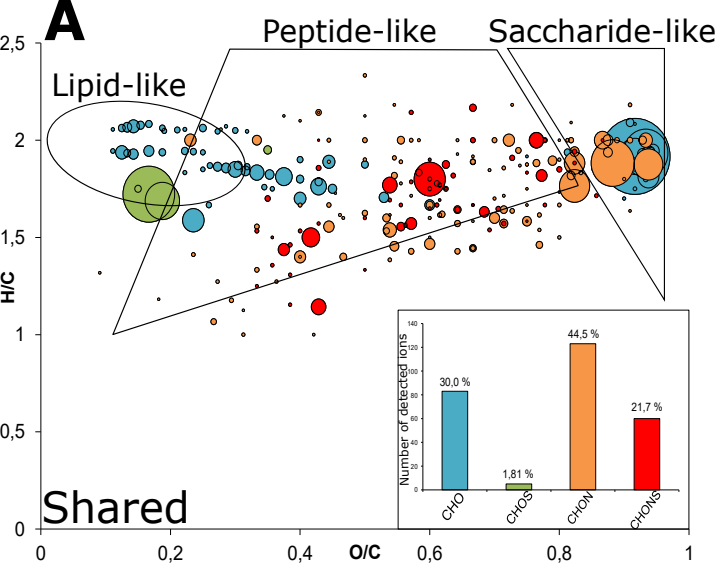 A
Peptide-like
Saccharide-like
Lipid-like
2,5
2
1,5
1
0,5
0
H/C
Shared
0
0,2
0,4
O/C
0,6
0,8
1
Number of detected ions
140
120
100
80
60
40
20
0
30,0 %
1,81 %
44,5 %
21,7 %
CHO
CHOS
CHON
CHONS